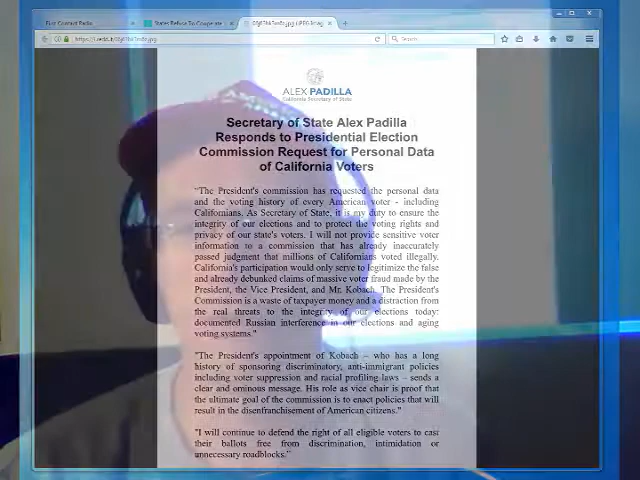 First Contact Radio
States Refuse To Cooperate
Search
ALEX PADILLA
California Secretary of State
Secretary of State Alex Padilla
Responds to Presidential Election
Commission Request for Personal Data
of California Voters
"The President's commission has requested the personal data
and the voting history of every American voter - including
Californians. As Secretary of State, it is my duty to ensure the
integrity of our elections and to protect the voting rights and
privacy of our state's voters. I will not provide sensitive voter
information to a commission that has already inaccurately
passed judgment that millions of Californians voted illegally.
California's participation would only serve to legitimize the false
and already debunked claims of massive voter fraud made by the
President, the Vice President, and Mr. Kobach. The President's
Commission is a waste of taxpayer money and a distraction from
the real threats to the integrity of our elections today:
documented Russian interference in our elections and aging
voting systems."
"The President's appointment of Kobach – who has a long
history of sponsoring discriminatory, anti-immigrant policies
including voter suppression and racial profiling laws – sends a
clear and ominous message. His role as vice chair is proof that
the ultimate goal of the commission is to enact policies that will
result in the disenfranchisement of American citizens."
"I will continue to defend the right of all eligible voters to cast
their ballots free from discrimination, intimidation or
unnecessary roadblocks."